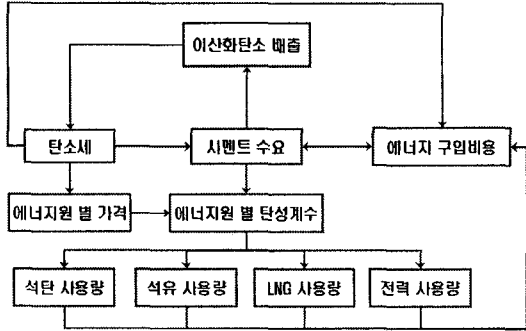 이산화탄소 배출
탄소세
시멘트 수요
에너지 구입비용
에너지원 별 가격
에너지원 별 탄성계수
석탄 사용량
석유 사용량
LNG 사용량
전력 사용량